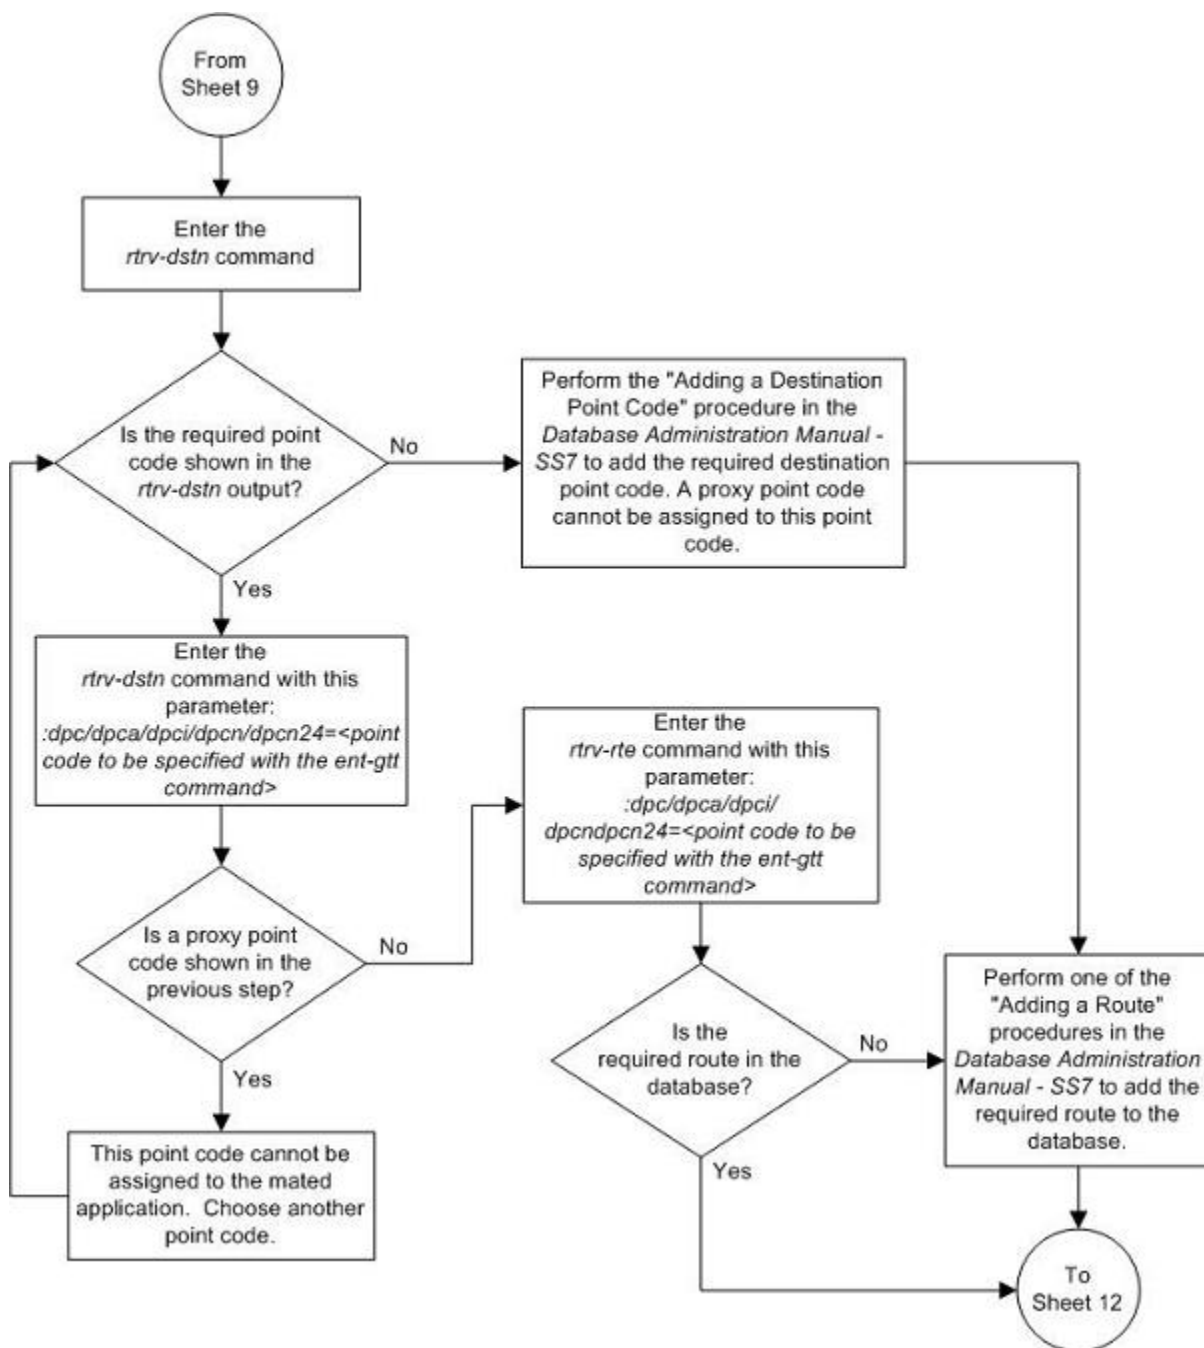 From
Sheet 9
Enter the
rtrv-dstn command
Is the required point
code shown in the
rtrv-dstn output?
No
Perform the "Adding a Destination
Point Code" procedure in the
Database Administration Manual -
SS7 to add the required destination
point code. A proxy point code
cannot be assigned to this point
code.
Yes
Enter the
rtrv-dstn command with this
parameter:
:dpc/dpca/dpci/dpcn/dpcn24=<point
code to be specified with the ent-gtt
command>
Is a proxy point
code shown in the
previous step?
No
Enter the
rtrv-rte command with this
parameter:
:dpc/dpca/dpci/
dpcndpcn24=<point code to be
specified with the ent-gtt
command>
Yes
This point code cannot be
assigned to the mated
application. Choose another
point code.
Is the
required route in the
database?
No
Perform one of the
"Adding a Route"
procedures in the
Database Administration
Manual - SS7 to add the
required route to the
database.
Yes
To
Sheet 12